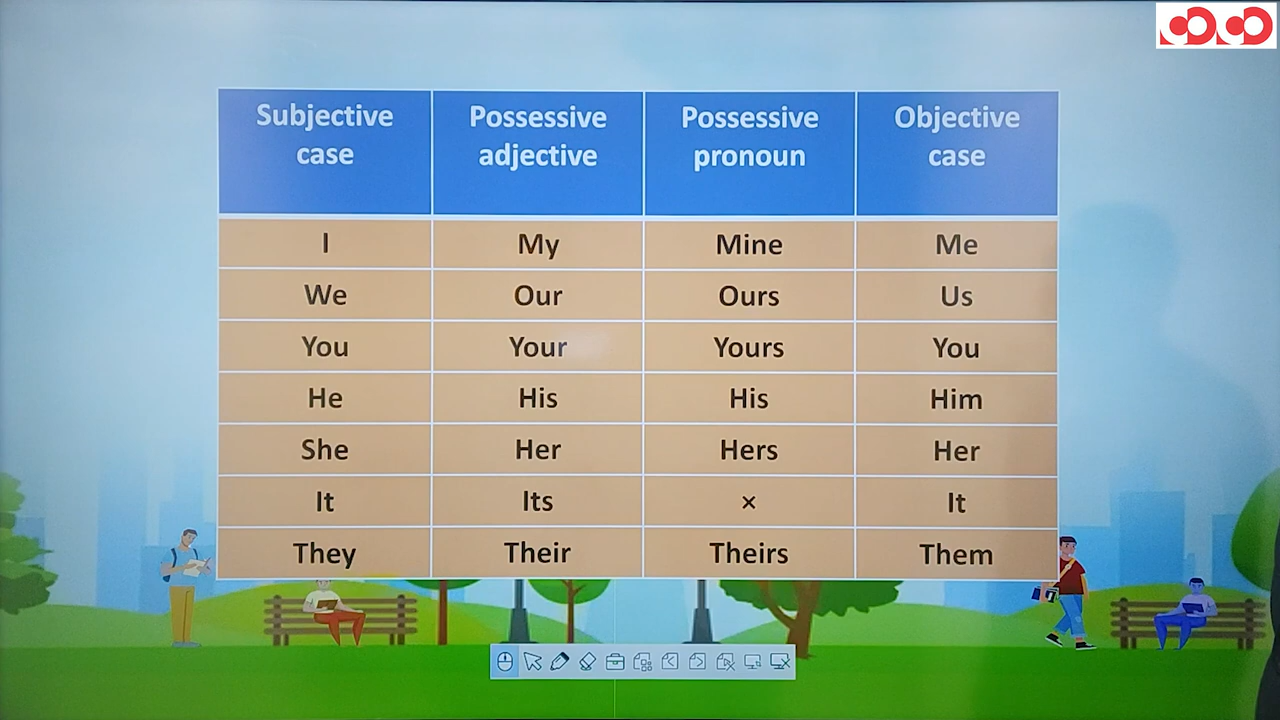 Subjective case
Possessive adjective
Possessive pronoun
Objective case
I My Mine Me
We Our Ours Us
You Your Yours You
He His His Him
She Her Hers Her
It Its × It
They Their Theirs Them